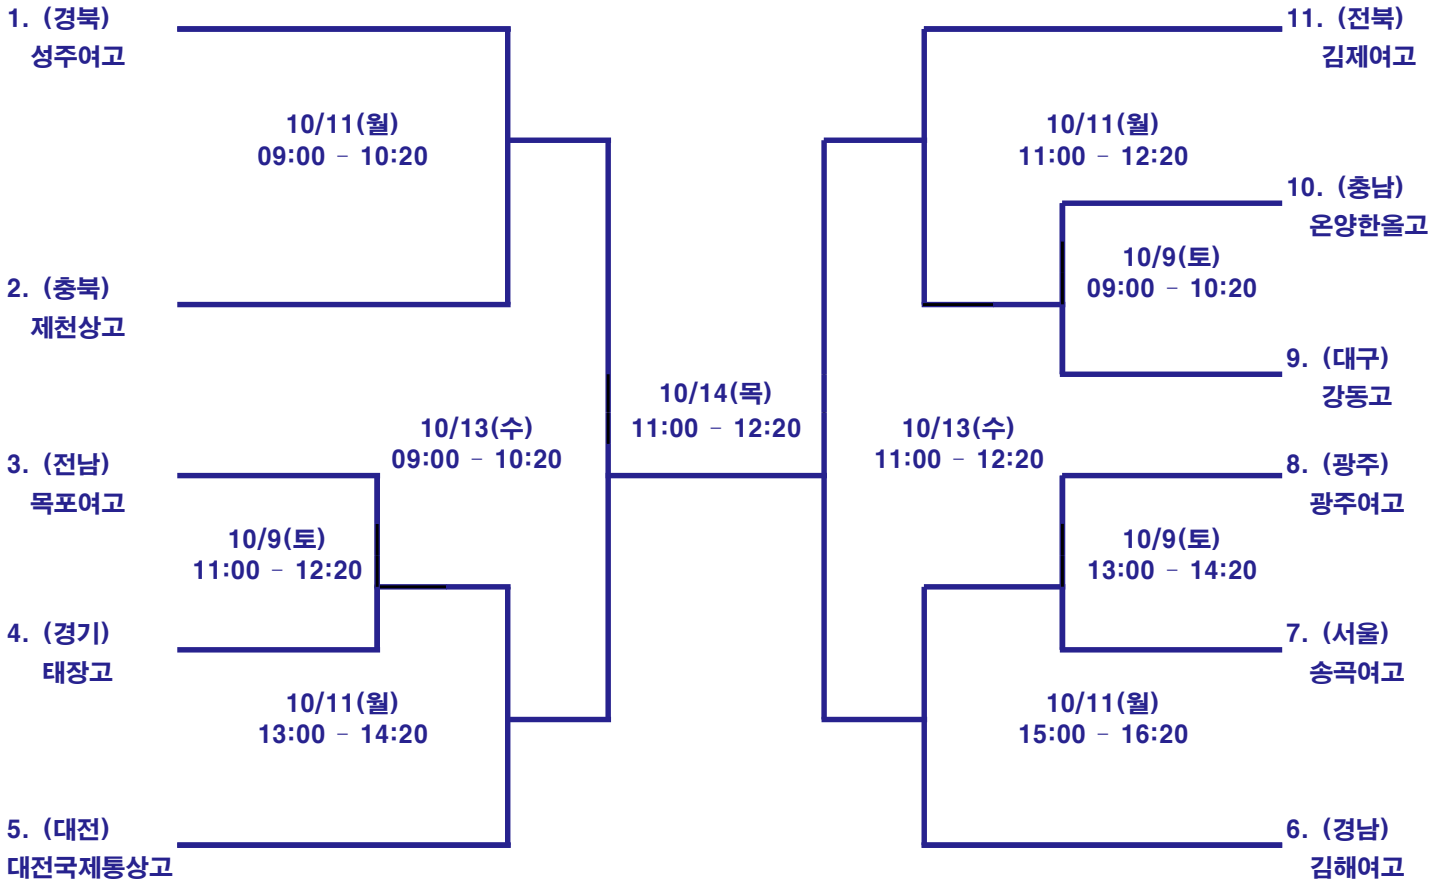 1. (경북)
성주여고
10/11(월)
09:00 - 10:20
2. (충북)
제천상고
10/13(수)
09:00 - 10:20
3. (전남)
목포여고
10/9(토)
11:00 - 12:20
4. (경기)
태장고
10/11(월)
13:00 - 14:20
5. (대전)
대전국제통상고
10/14(목)
11:00 - 12:20
11. (전북)
김제여고
10/11(월)
11:00 - 12:20
10. (충남)
온양한올고
10/9(토)
09:00 - 10:20
9. (대구)
강동고
10/13(수)
11:00 - 12:20
8. (광주)
광주여고
10/9(토)
13:00 - 14:20
7. (서울)
송곡여고
10/11(월)
15:00 - 16:20
6. (경남)
김해여고